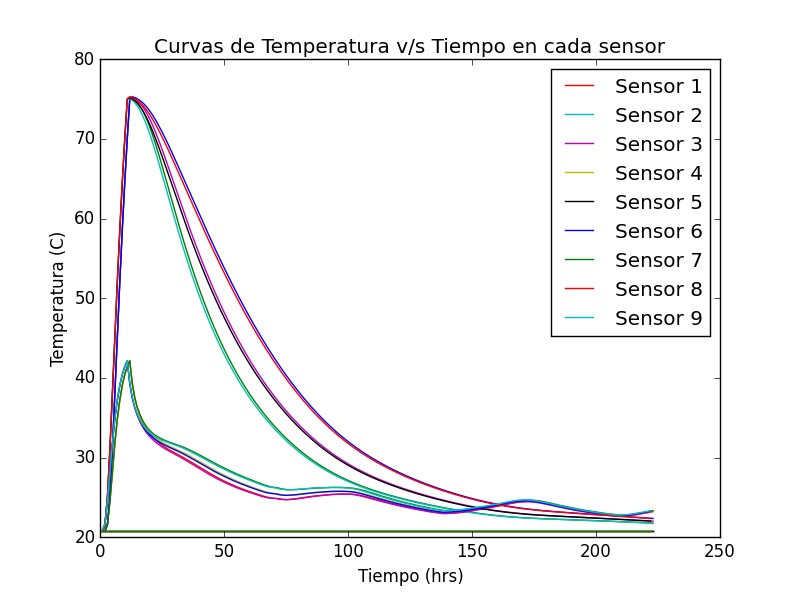 Curvas de Temperatura v/s Tiempo en cada sensor
80
70
60
50
40
30
20
Temperatura (C)
Sensor 1
Sensor 2
Sensor 3
Sensor 4
Sensor 5
Sensor 6
Sensor 7
Sensor 8
Sensor 9
0 50 100 150 200 250
Tiempo (hrs)